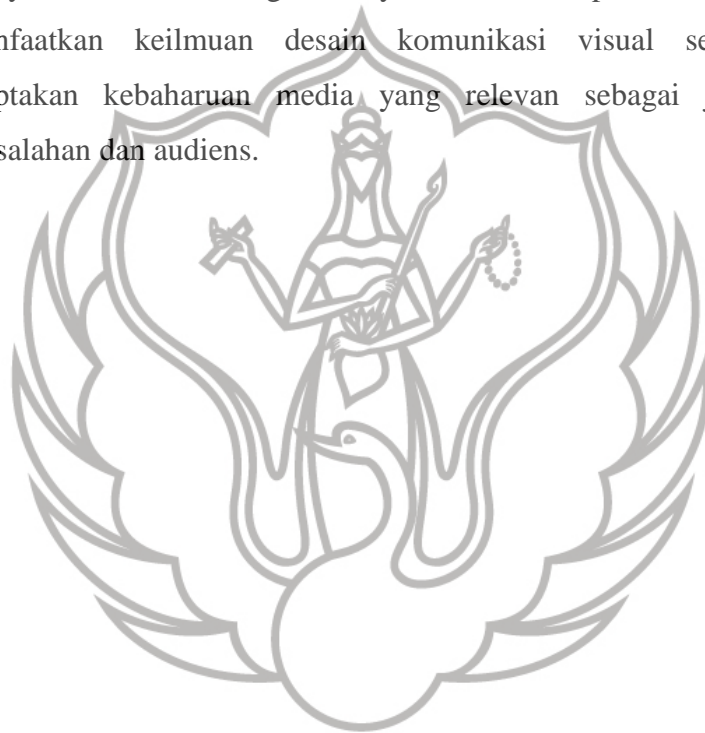 nfaatkan keilmuan desain komunikasi visual se
ptakan kebaharuan media yang relevan sebagai
salahan dan audiens.